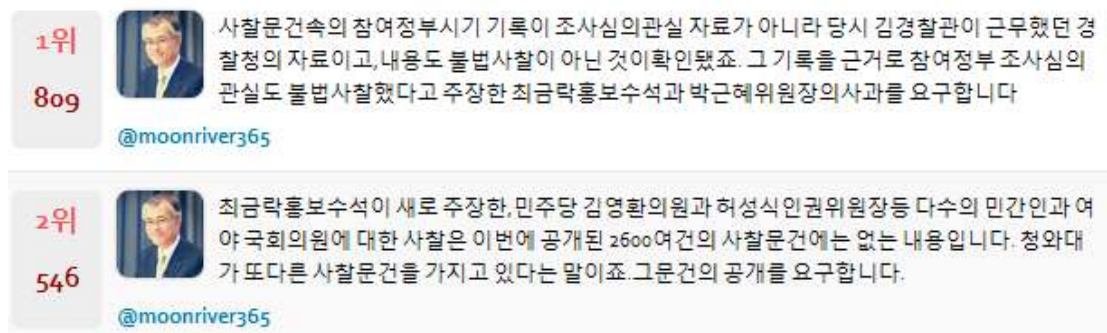 1위
809
사찰문건속의 참여정부시기 기록이 조사심의관실 자료가 아니라 당시 김경찰관이 근무했던 경
찰청의 자료이고,내용도 불법사찰이 아닌 것이확인됐죠. 그 기록을 근거로 참여정부 조사심의
관실도 불법사찰했다고 주장한 최금락홍보수석과 박근혜위원장의사과를 요구합니다
@moonriver365
2위
546
최금락홍보수석이 새로 주장한,민주당 김영환의원과 허성식인권위원장등 다수의 민간인과 여
야 국회의원에 대한 사찰은 이번에 공개된 2600여건의 사찰문건에는 없는 내용입니다. 청와대
가 또다른 사찰문건을 가지고 있다는 말이죠.그문건의 공개를 요구합니다.
@moonriver365